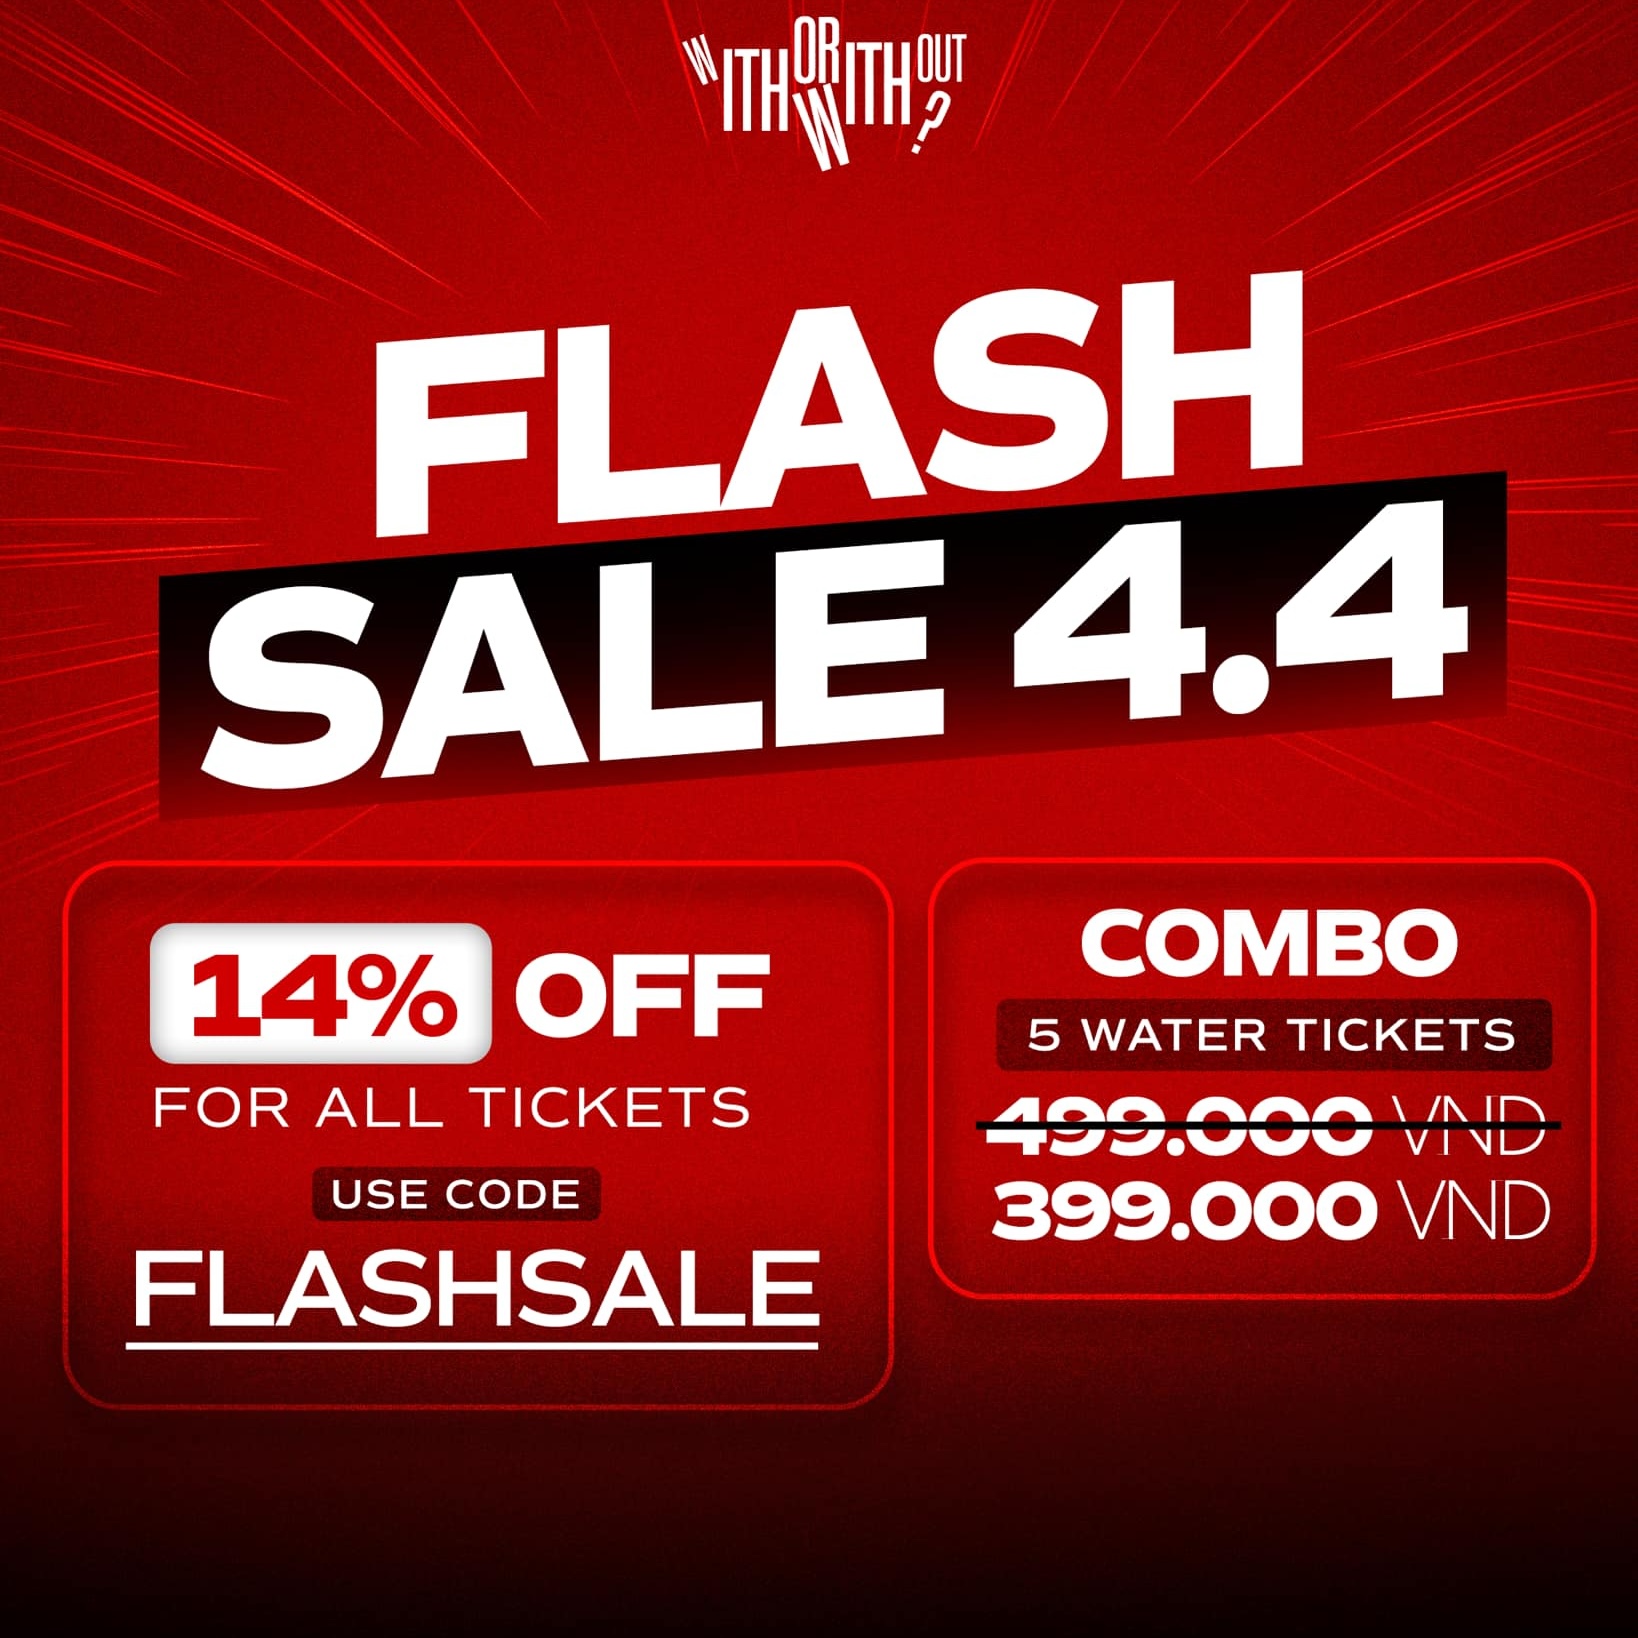 WITH OR WITHOUT?
FLASH
SALE 4.4
14% OFF
FOR ALL TICKETS
USE CODE
FLASHSALE
COMBO
5 WATER TICKETS
499.000 VND
399.000 VND